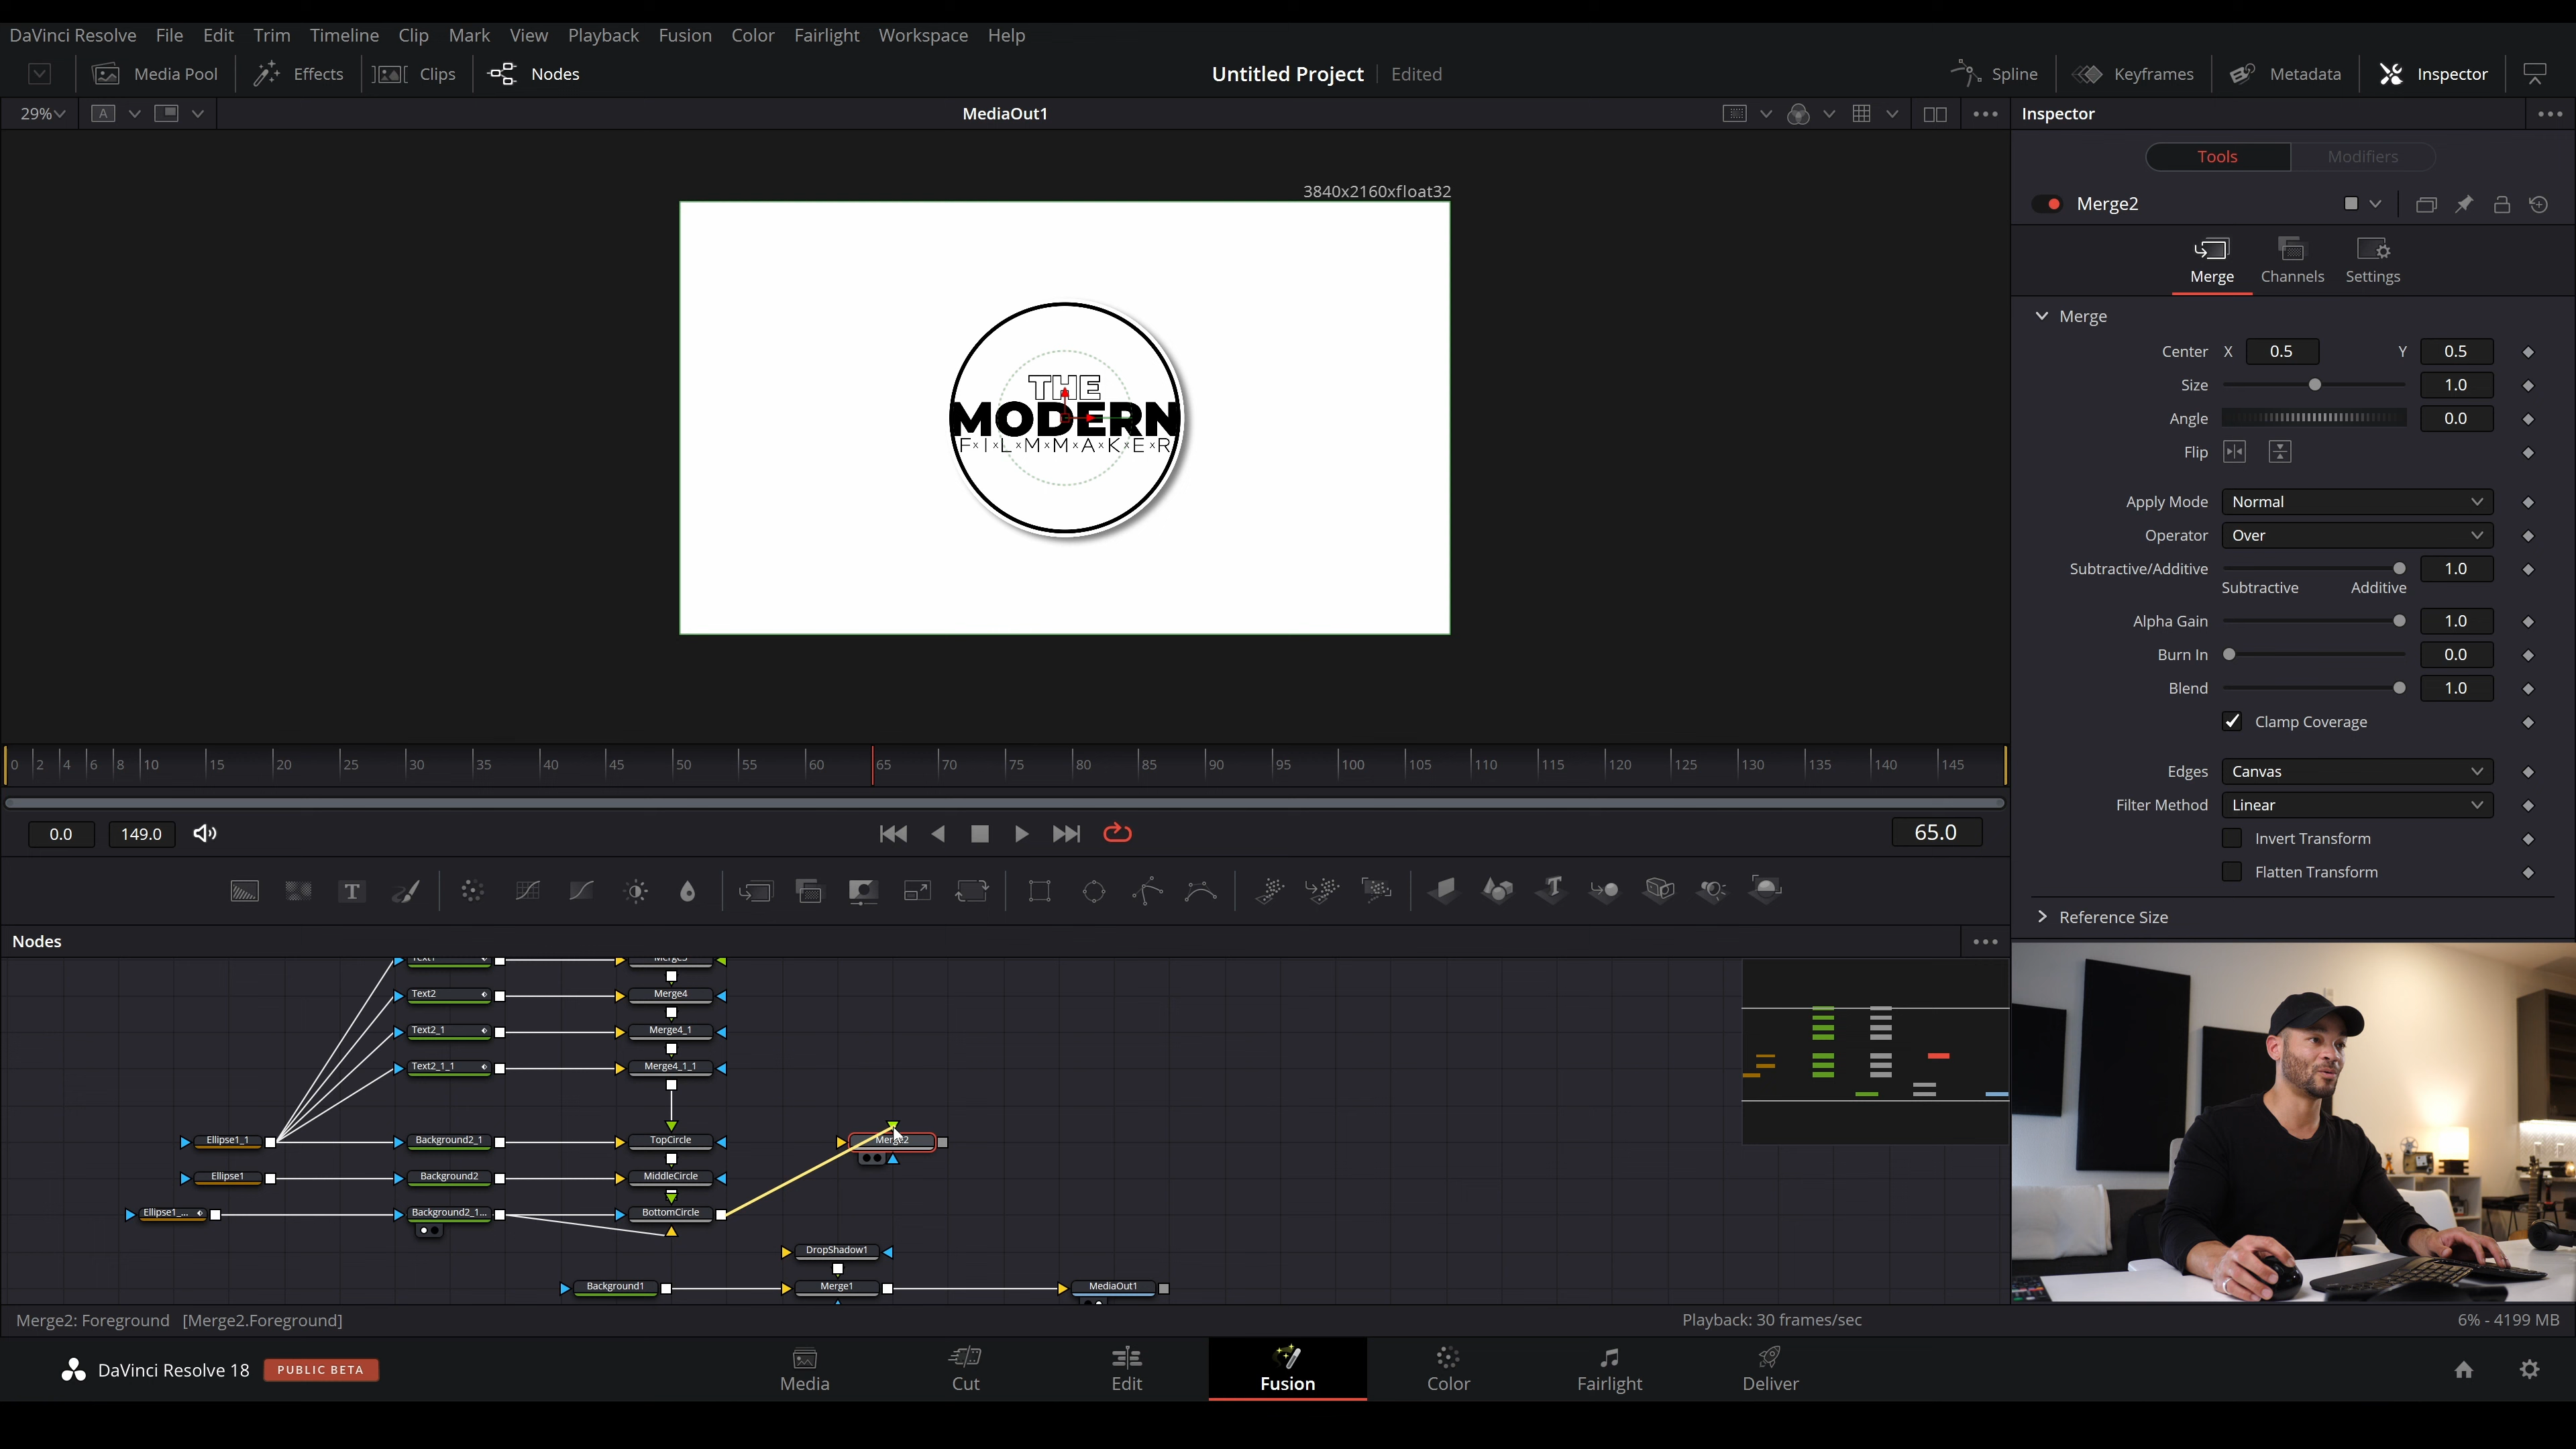 DaVinci Resolve File Edit Trim Timeline Clip Mark View Playback Fusion Color Fairlight Workspace Help
Media Pool Effects Clips Nodes Untitled Project Edited Spline Keyframes Metadata Inspector
29% A MediaOut1 Inspector
Tools Modifiers
3840x2160xfloat32
Merge2
Merge Channels Settings
Merge
Center X 0.5 Y 0.5
Size 1.0
Angle 0.0
Flip
Apply Mode Normal
Operator Over
Subtractive/Additive 1.0
Subtractive Additive
Alpha Gain 1.0
Burn In 0.0
Blend 1.0
Clamp Coverage
Edges Canvas
Filter Method Linear
Invert Transform
Flatten Transform
Reference Size
THE
MODERN
F×I×L×M×M×A×K×E×R
0 2 4 6 8 10 15 20 25 30 35 40 45 50 55 60 65 70 75 80 85 90 95 100 105 110 115 120 125 130 135 140 145
0.0 149.0 65.0
T T
Nodes
Text1 Merge3
Text2 Merge4
Text2_1 Merge4_1
Text2_1_1 Merge4_1_1
Ellipse1_1 Background2_1 TopCircle Merge2
Ellipse1 Background2 MiddleCircle
Ellipse1_... Background2_1... BottomCircle
DropShadow1
Background1 Merge1 MediaOut1
Merge2: Foreground [Merge2.Foreground] Playback: 30 frames/sec 6% - 4199 MB
DaVinci Resolve 18 PUBLIC BETA Media Cut Edit Fusion Color Fairlight Deliver